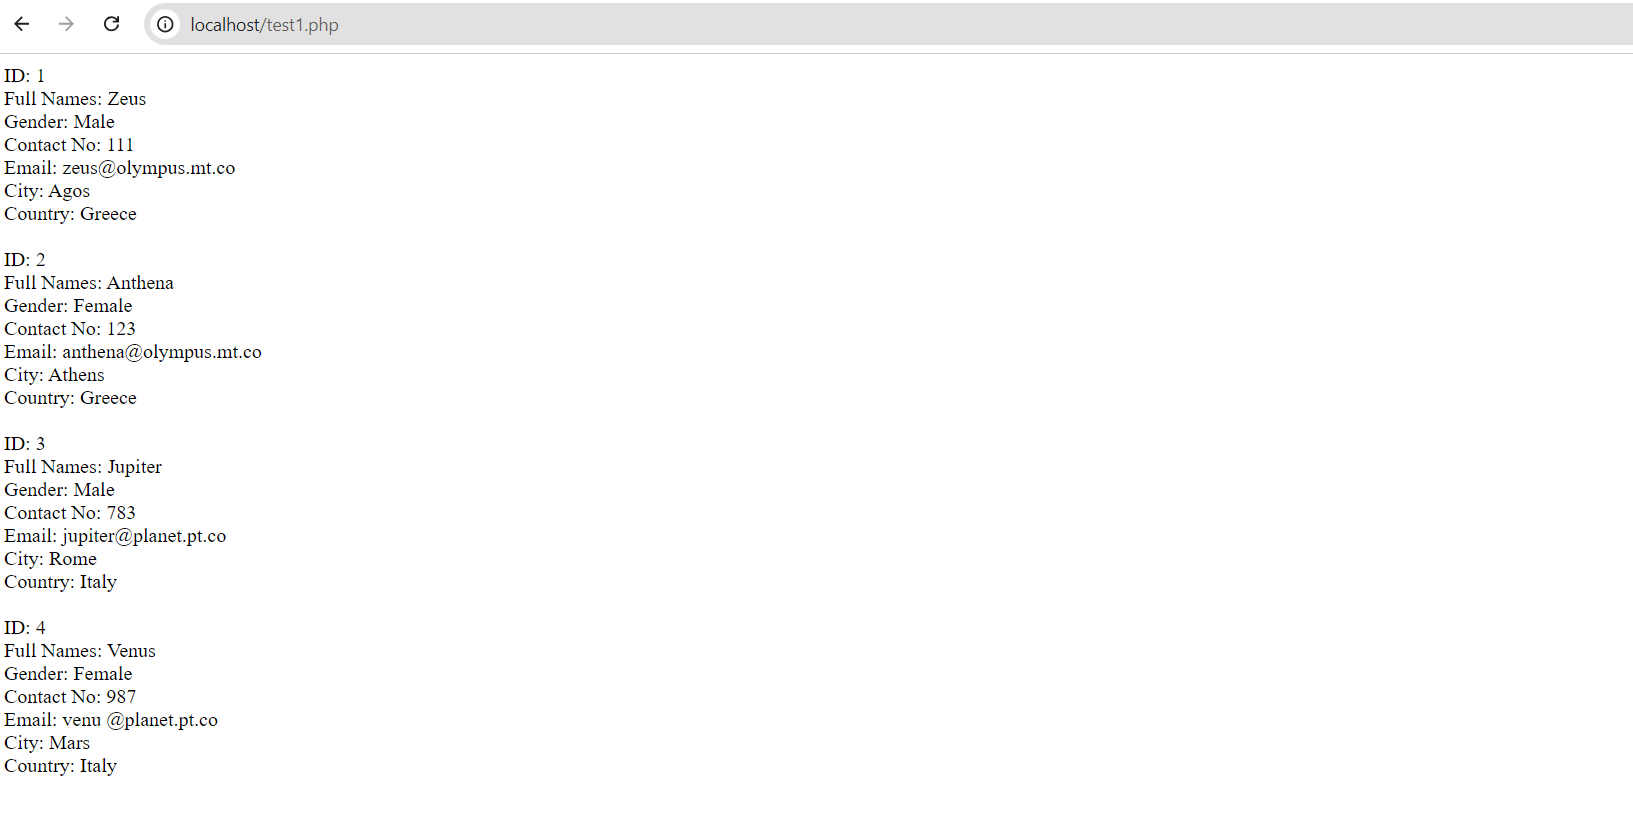 localhost/test1.php
ID: 1
Full Names: Zeus
Gender: Male
Contact No: 111
Email: zeus@olympus.mt.co
City: Agos
Country: Greece
ID: 2
Full Names: Anthena
Gender: Female
Contact No: 123
Email: anthena@olympus.mt.co
City: Athens
Country: Greece
ID: 3
Full Names: Jupiter
Gender: Male
Contact No: 783
Email: jupiter@planet.pt.co
City: Rome
Country: Italy
ID: 4
Full Names: Venus
Gender: Female
Contact No: 987
Email: venu @planet.pt.co
City: Mars
Country: Italy